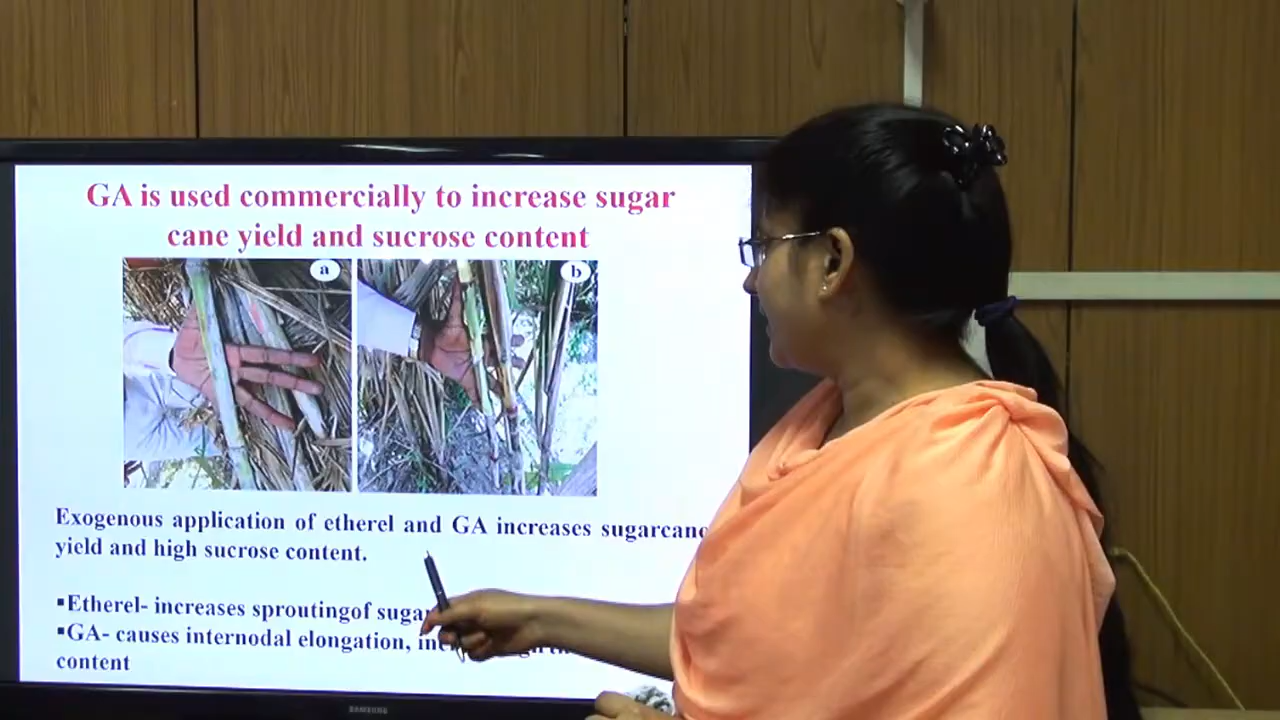 GA is used commercially to increase sugar
cane yield and sucrose content
a
b
Exogenous application of etherel and GA increases sugarcane
yield and high sucrose content.
▪Etherel- increases sproutingof
▪GA- causes internodal elongation,
content
SAMSUNG